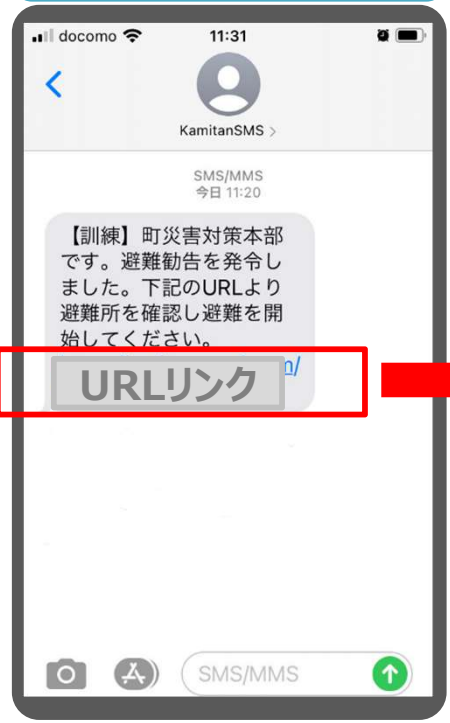 docomo 11:31
KamitanSMS >
SMS/MMS
今日 11:20
【訓練】町災害対策本部
です。避難勧告を発令し
ました。下記のURLより
避難所を確認し避難を開
始してください。
URLリンク m/
SMS/MMS